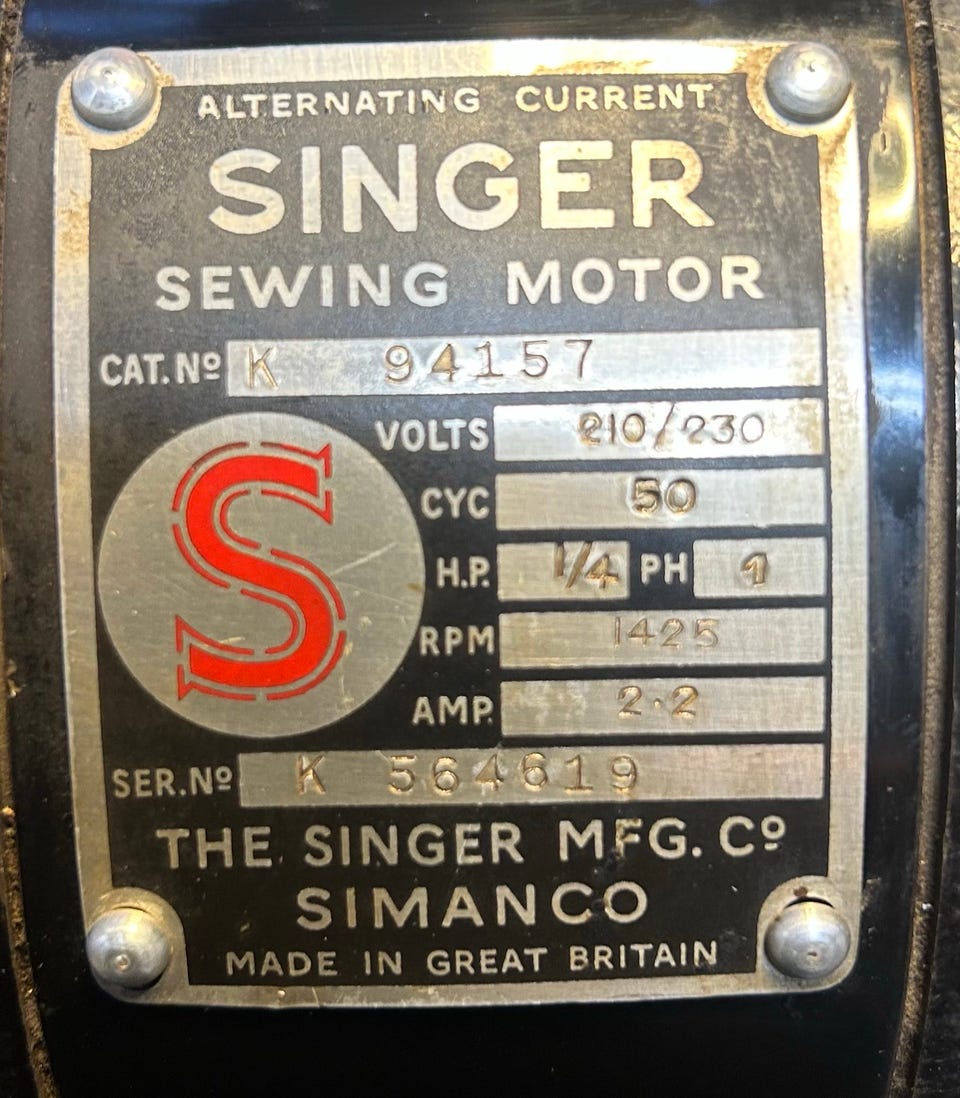 ALTERNATING CURRENT
SINGER
SEWING MOTOR
CAT. Nº K 94157
VOLTS 210/230
CYC 50
S
H.P. 1/4 PH 1
RPM 1425
AMP. 2·2
SER. Nº K 564619
THE SINGER MFG. Cº
SIMANCO
MADE IN GREAT BRITAIN